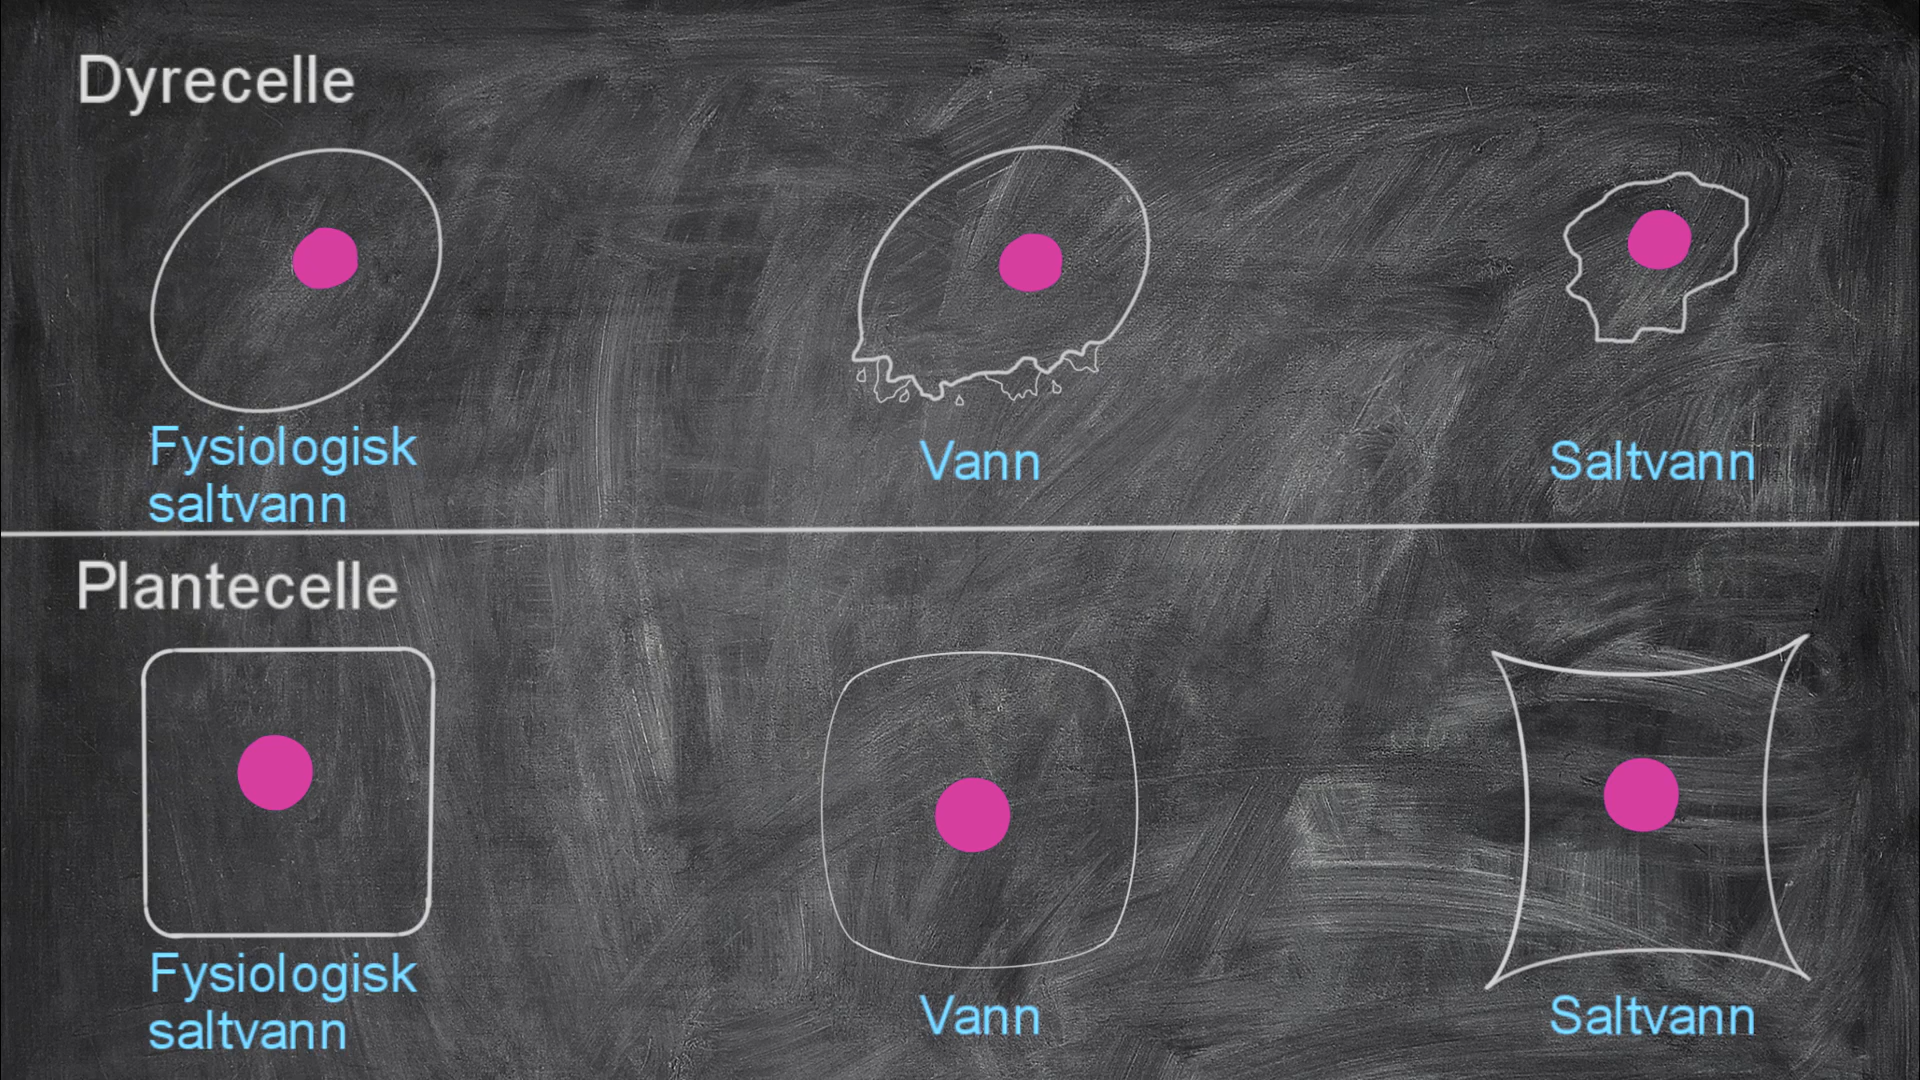 Dyrecelle
Fysiologisk
saltvann
Vann
Saltvann
Plantecelle
Fysiologisk
saltvann
Vann
Saltvann